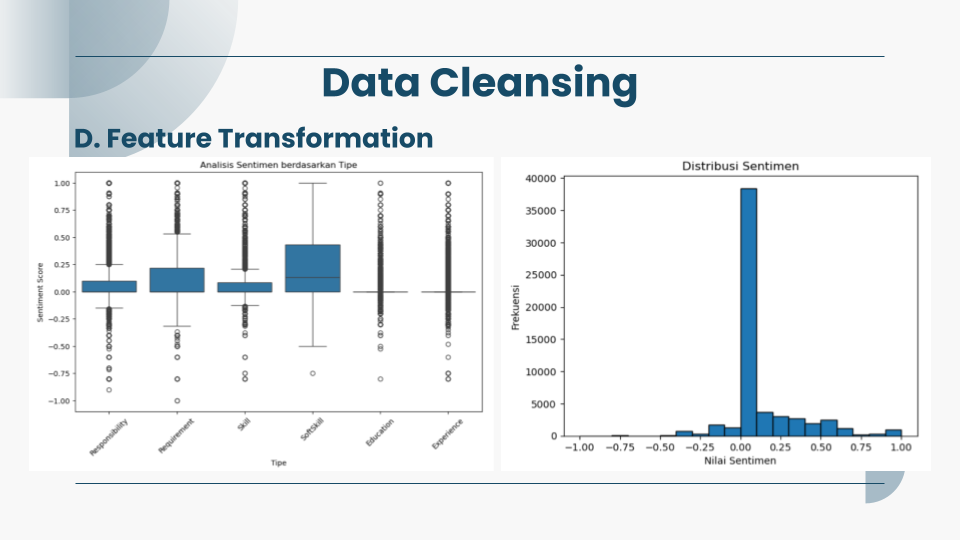 Data Cleansing
D. Feature Transformation
Analisis Sentimen berdasarkan Tipe
1.00
0.75
0.50
0.25
0.00
−0.25
−0.50
−0.75
−1.00
Sentiment Score
Responsibility
Requirement
Skill
SoftSkill
Education
Experience
Tipe
Distribusi Sentimen
40000
35000
30000
25000
20000
15000
10000
5000
0
Frekuensi
−1.00 −0.75 −0.50 −0.25 0.00 0.25 0.50 0.75 1.00
Nilai Sentimen